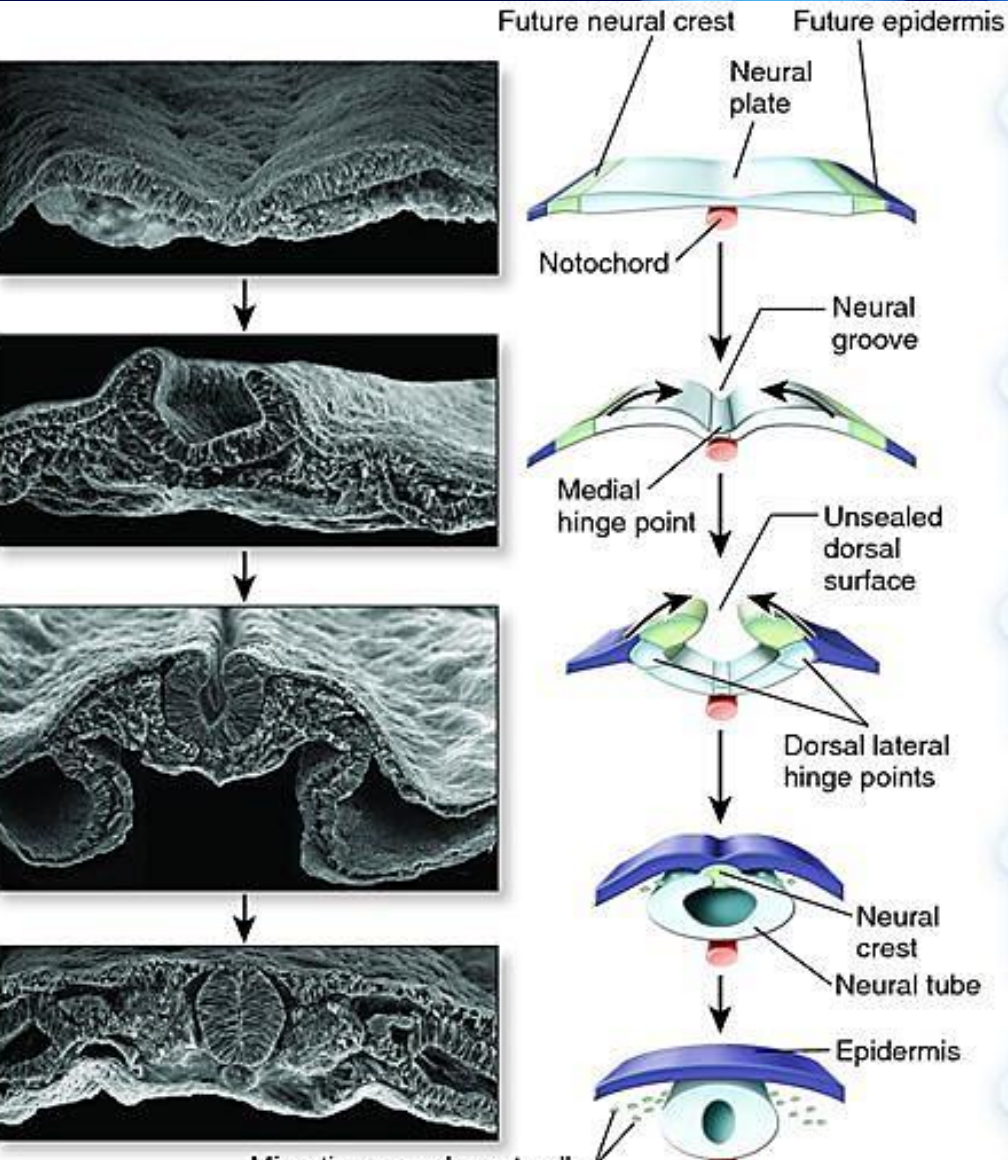 Future neural crest
Future epidermis
Neural
plate
Notochord
Neural
groove
Medial
hinge point
Unsealed
dorsal
surface
Dorsal lateral
hinge points
Neural
crest
Neural tube
Epidermis